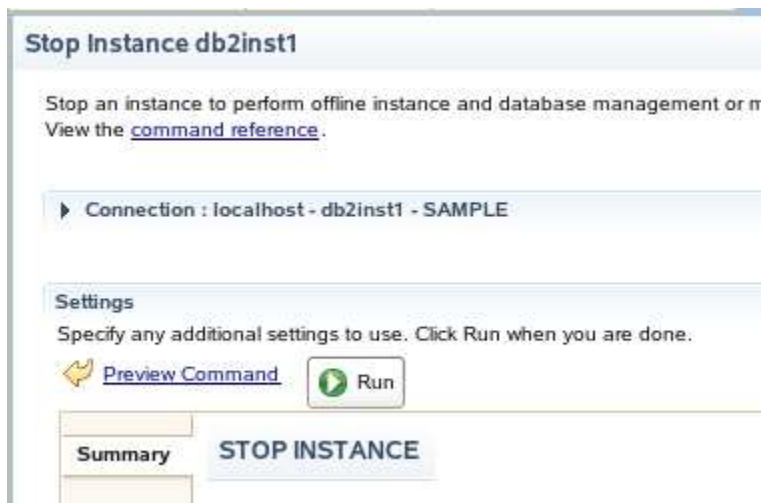 Stop Instance db2inst1
Stop an instance to perform offline instance and database management or
View the command reference.
Connection : localhost - db2inst1 - SAMPLE
Settings
Specify any additional settings to use. Click Run when you are done.
Preview Command
Run
Summary
STOP INSTANCE